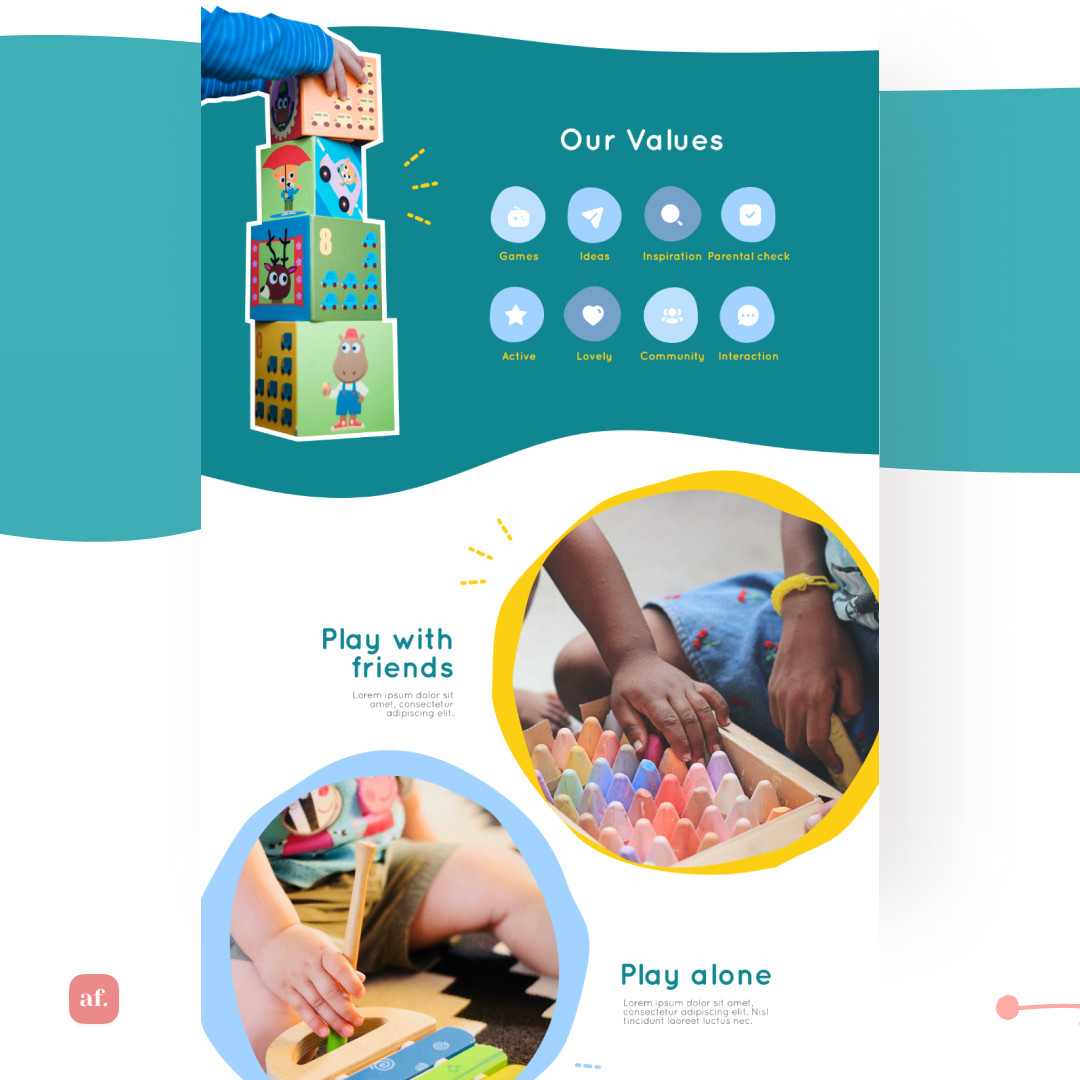 Our Values
Games
Ideas
Inspiration
Parental check
Active
Lovely
Community
Interaction
8
Play with
friends
Lorem ipsum dolor sit
amet, consectetur
adipiscing elit.
Play alone
Lorem ipsum dolor sit amet,
consectetur adipiscing elit. Nisl
tincidunt laoreet luctus nec.
af.